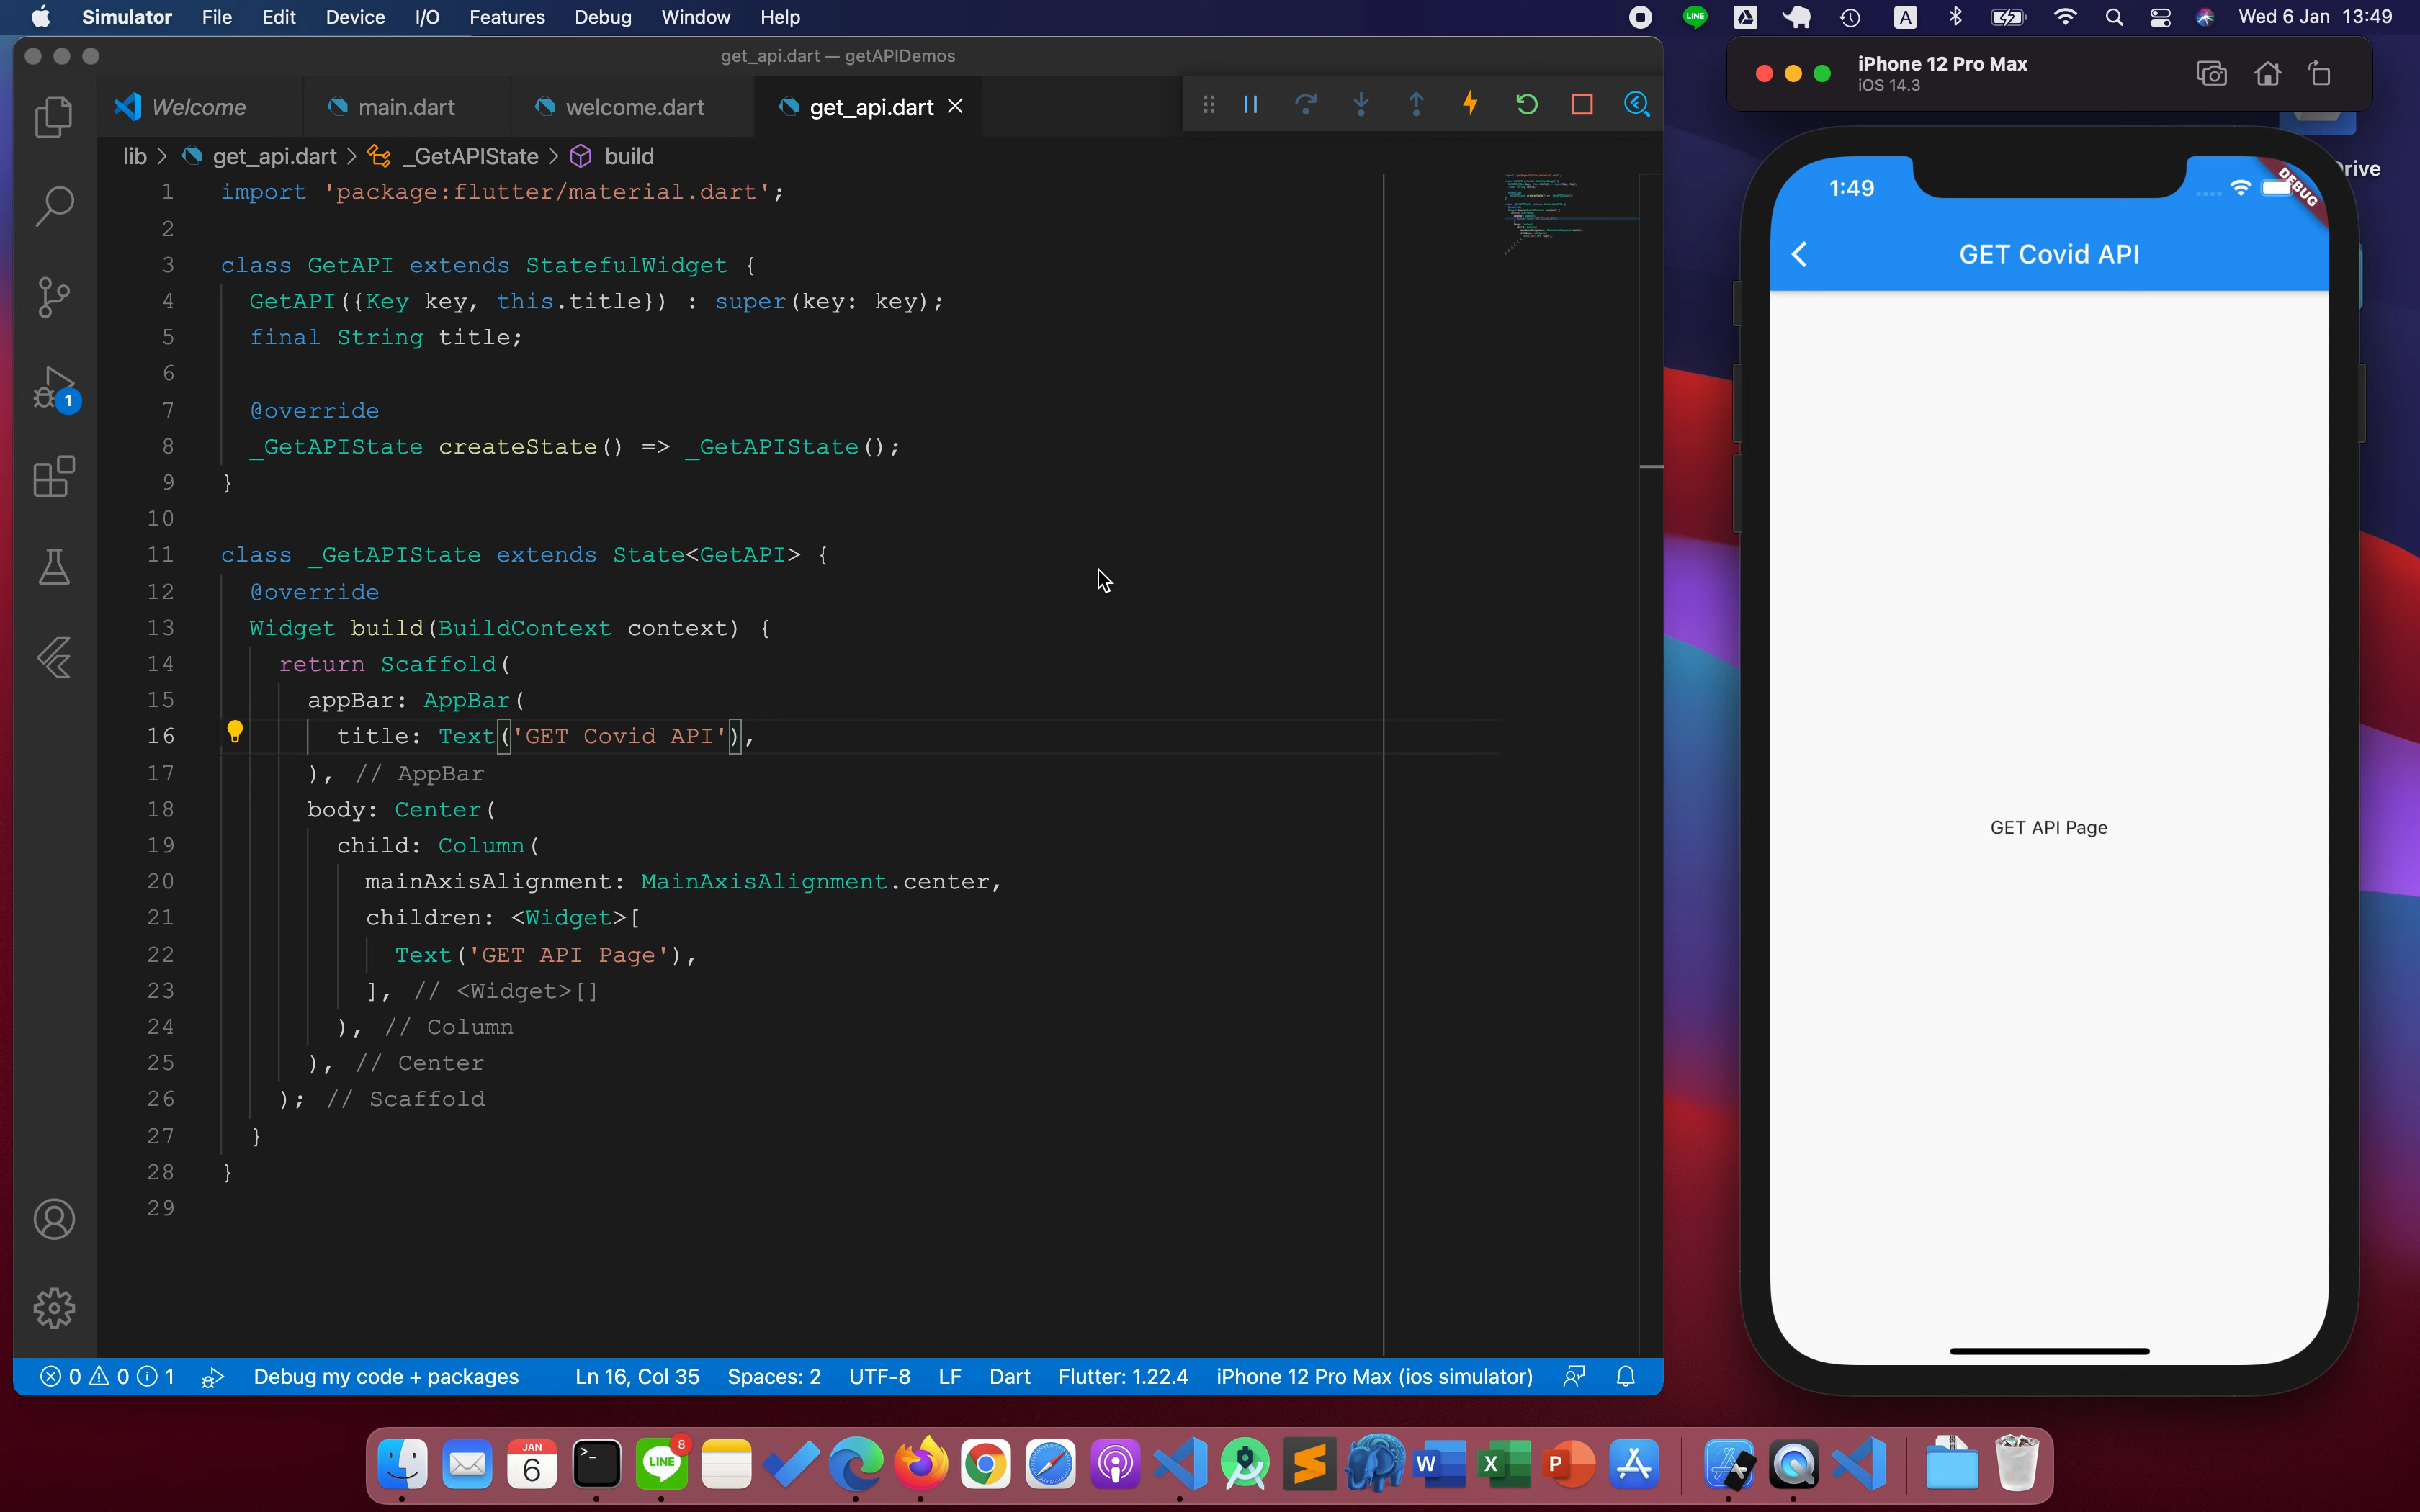 Simulator File Edit Device I/O Features Debug Window Help
LINE
A
Wed 6 Jan 13:49
get_api.dart — getAPIDemos
Welcome
main.dart
welcome.dart
get_api.dart
lib > get_api.dart > _GetAPIState > build
1 import 'package:flutter/material.dart';
2
3 class GetAPI extends StatefulWidget {
4 GetAPI({Key key, this.title}) : super(key: key);
5 final String title;
6
7 @override
8 _GetAPIState createState() => _GetAPIState();
9 }
10
11 class _GetAPIState extends State<GetAPI> {
12 @override
13 Widget build(BuildContext context) {
14 return Scaffold(
15 appBar: AppBar(
16 title: Text('GET Covid API'),
17 ), // AppBar
18 body: Center(
19 child: Column(
20 mainAxisAlignment: MainAxisAlignment.center,
21 children: <Widget>[
22 Text('GET API Page'),
23 ], // <Widget>[]
24 ), // Column
25 ), // Center
26 ); // Scaffold
27 }
28 }
29
1
0 0 1 Debug my code + packages Ln 16, Col 35 Spaces: 2 UTF-8 LF Dart Flutter: 1.22.4 iPhone 12 Pro Max (ios simulator)
iPhone 12 Pro Max
iOS 14.3
rive
1:49
DEBUG
GET Covid API
GET API Page
JAN
6
>_
LINE
8
W
X
P